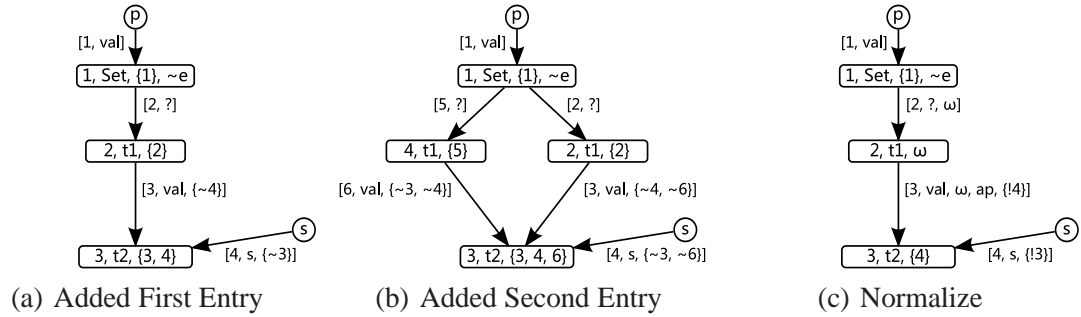 p
[1, val]
1, Set, {1}, ~e
[2, ?]
2, t1, {2}
[3, val, {~4}]
s
3, t2, {3, 4}
[4, s, {~3}]
(a) Added First Entry
p
[1, val]
1, Set, {1}, ~e
[5, ?]
[2, ?]
4, t1, {5}
2, t1, {2}
[6, val, {~3, ~4}]
[3, val, {~4, ~6}]
s
3, t2, {3, 4, 6}
[4, s, {~3, ~6}]
(b) Added Second Entry
p
[1, val]
1, Set, {1}, ~e
[2, ?, ω]
2, t1, ω
[3, val, ω, ap, {!4}]
s
3, t2, {4}
[4, s, {!3}]
(c) Normalize